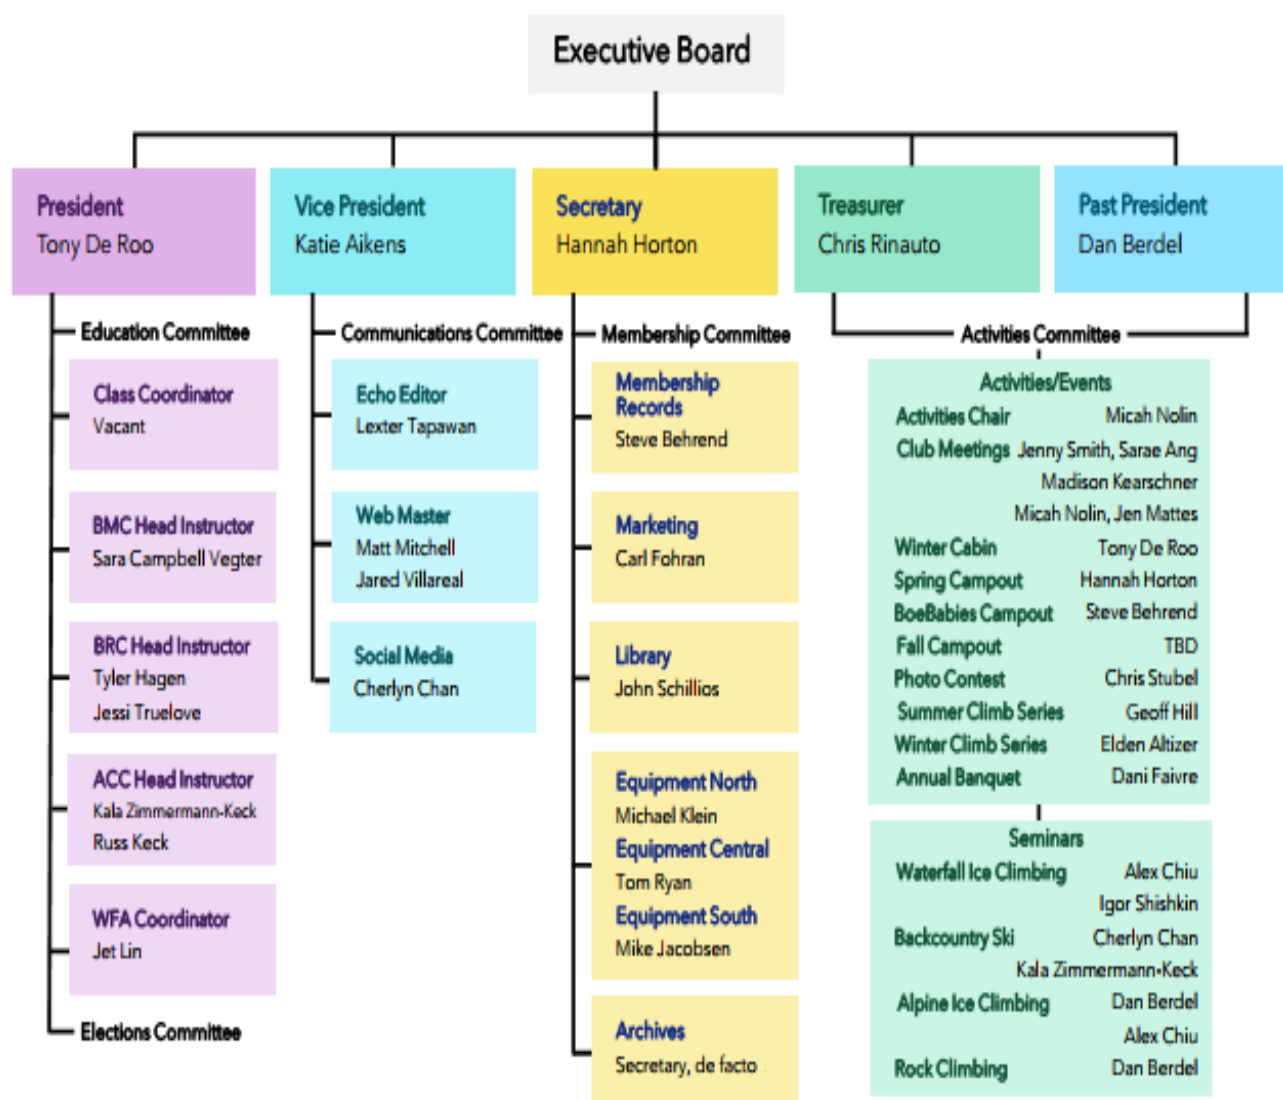 Executive Board
President
Tony De Roo
Vice President
Katie Aikens
Secretary
Hannah Horton
Treasurer
Chris Rinauto
Past President
Dan Berdel
Education Committee
Class Coordinator
Vacant
BMC Head Instructor
Sara Campbell Vegter
BRC Head Instructor
Tyler Hagen
Jessi Truelove
ACC Head Instructor
Kala Zimmermann-Keck
Russ Keck
WFA Coordinator
Jet Lin
Elections Committee
Communications Committee
Echo Editor
Lexter Tapawan
Web Master
Matt Mitchell
Jared Villareal
Social Media
Cherlyn Chan
Membership Committee
Membership
Records
Steve Behrend
Marketing
Carl Fohran
Library
John Schillios
Equipment North
Michael Klein
Equipment Central
Tom Ryan
Equipment South
Mike Jacobsen
Archives
Secretary, de facto
Activities Committee
Activities/Events
Activities Chair Micah Nolin
Club Meetings Jenny Smith, Sarae Ang
Madison Kearschner
Micah Nolin, Jen Mattes
Winter Cabin Tony De Roo
Spring Campout Hannah Horton
BoeBabies Campout Steve Behrend
Fall Campout TBD
Photo Contest Chris Stubel
Summer Climb Series Geoff Hill
Winter Climb Series Elden Altizer
Annual Banquet Dani Faivre
Seminars
Waterfall Ice Climbing Alex Chiu
Igor Shishkin
Backcountry Ski Cherlyn Chan
Kala Zimmermann-Keck
Alpine Ice Climbing Dan Berdel
Alex Chiu
Rock Climbing Dan Berdel